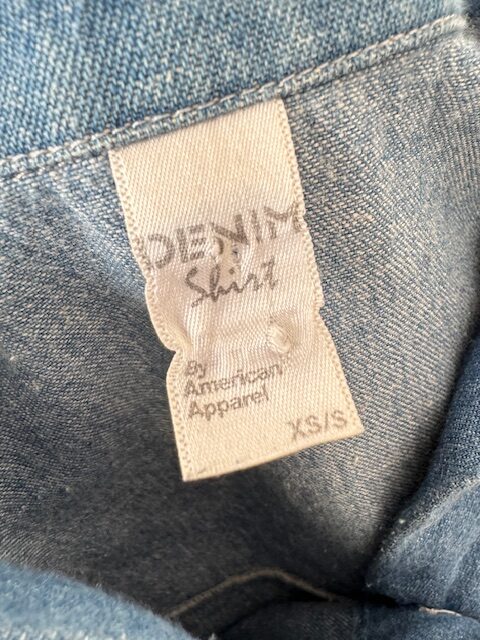 DENIM
Shirt
By
American
Apparel
XS/S